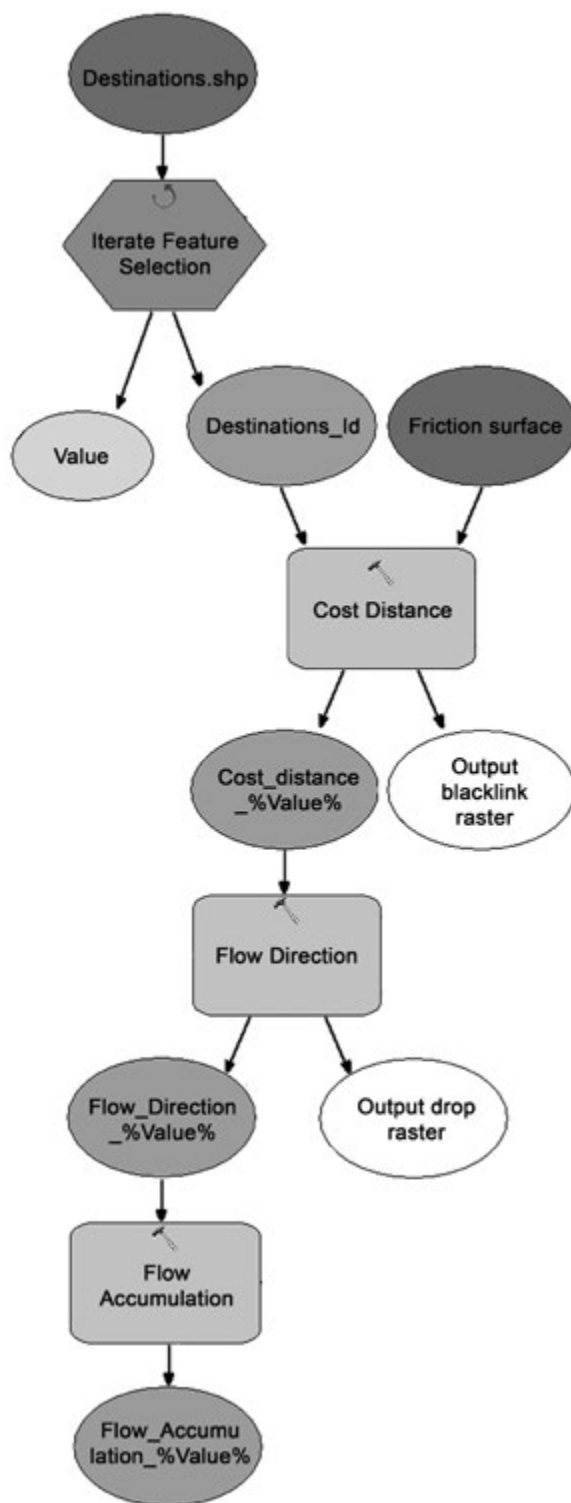 Destinations.shp
Iterate Feature
Selection
Value
Destinations_Id
Friction surface
Cost Distance
Cost_distance
_%Value%
Output
blacklink
raster
Flow Direction
Flow_Direction
_%Value%
Output drop
raster
Flow
Accumulation
Flow_Accumu
lation_%Value%